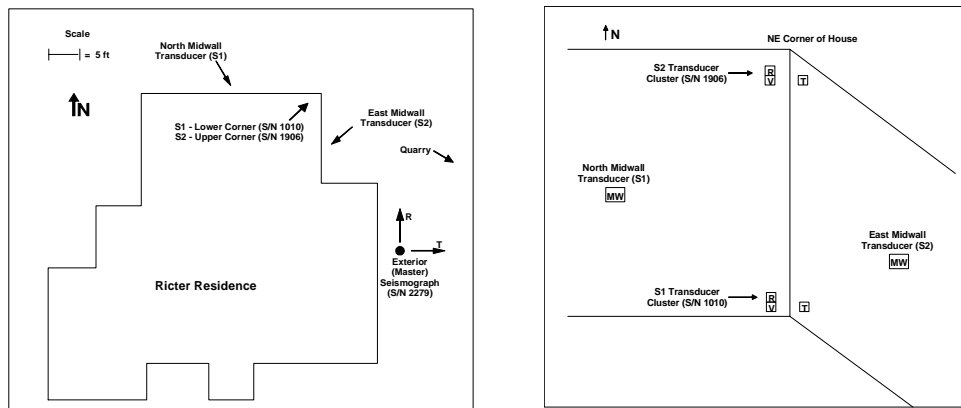 Scale
= 5 ft
N
North Midwall
Transducer (S1)
S1 - Lower Corner (S/N 1010)
S2 - Upper Corner (S/N 1906)
East Midwall
Transducer (S2)
Quarry
R
T
Exterior
(Master)
Seismograph
(S/N 2279)
Ricter Residence
N
NE Corner of House
S2 Transducer
Cluster (S/N 1906)
R
V
T
North Midwall
Transducer (S1)
MW
East Midwall
Transducer (S2)
MW
S1 Transducer
Cluster (S/N 1010)
R
V
T